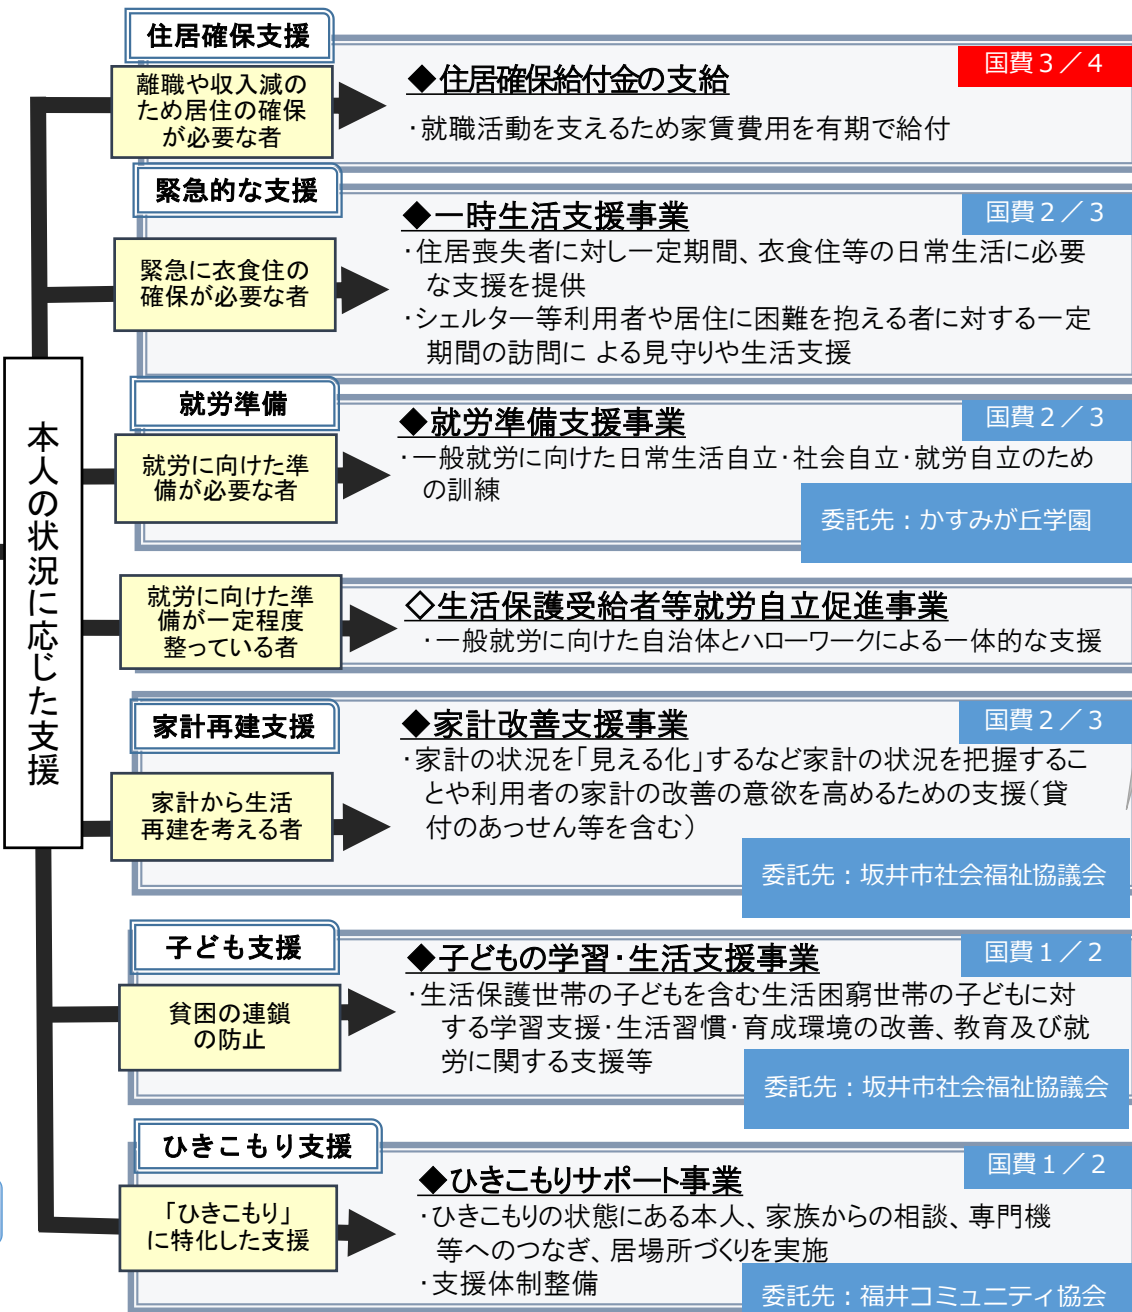 本人の状況に応じた支援
住居確保支援
離職や収入減の
ため居住の確保
が必要な者
◆住居確保給付金の支給
国費３／４
・就職活動を支えるため家賃費用を有期で給付
緊急的な支援
緊急に衣食住の
確保が必要な者
◆一時生活支援事業
国費２／３
・住居喪失者に対し一定期間、衣食住等の日常生活に必要
な支援を提供
・シェルター等利用者や居住に困難を抱える者に対する一定
期間の訪問に よる見守りや生活支援
就労準備
就労に向けた準
備が必要な者
◆就労準備支援事業
国費２／３
・一般就労に向けた日常生活自立・社会自立・就労自立のため
の訓練
委託先：かすみが丘学園
就労に向けた準
備が一定程度
整っている者
◇生活保護受給者等就労自立促進事業
・一般就労に向けた自治体とハローワークによる一体的な支援
家計再建支援
家計から生活
再建を考える者
◆家計改善支援事業
国費２／３
・家計の状況を「見える化」するなど家計の状況を把握するこ
とや利用者の家計の改善の意欲を高めるための支援（貸
付のあっせん等を含む）
委託先：坂井市社会福祉協議会
子ども支援
貧困の連鎖
の防止
◆子どもの学習・生活支援事業
国費１／２
・生活保護世帯の子どもを含む生活困窮世帯の子どもに対
する学習支援・生活習慣・育成環境の改善、教育及び就
労に関する支援等
委託先：坂井市社会福祉協議会
ひきこもり支援
「ひきこもり」
に特化した支援
◆ひきこもりサポート事業
国費１／２
・ひきこもりの状態にある本人、家族からの相談、専門機
等へのつなぎ、居場所づくりを実施
・支援体制整備
委託先：福井コミュニティ協会